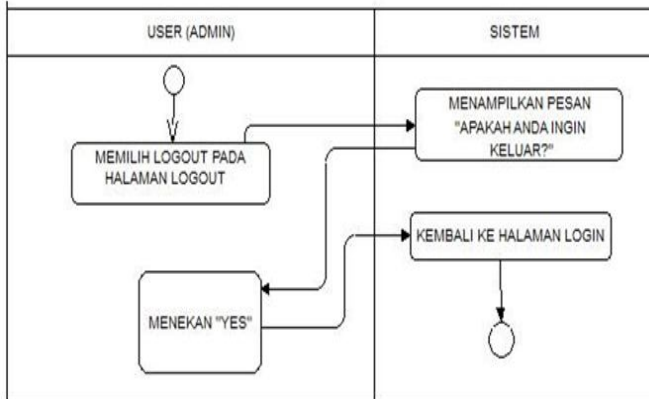 USER (ADMIN)
SISTEM
MEMILIH LOGOUT PADA
HALAMAN LOGOUT
MENAMPILKAN PESAN
"APAKAH ANDA INGIN
KELUAR?"
MENEKAN "YES"
KEMBALI KE HALAMAN LOGIN